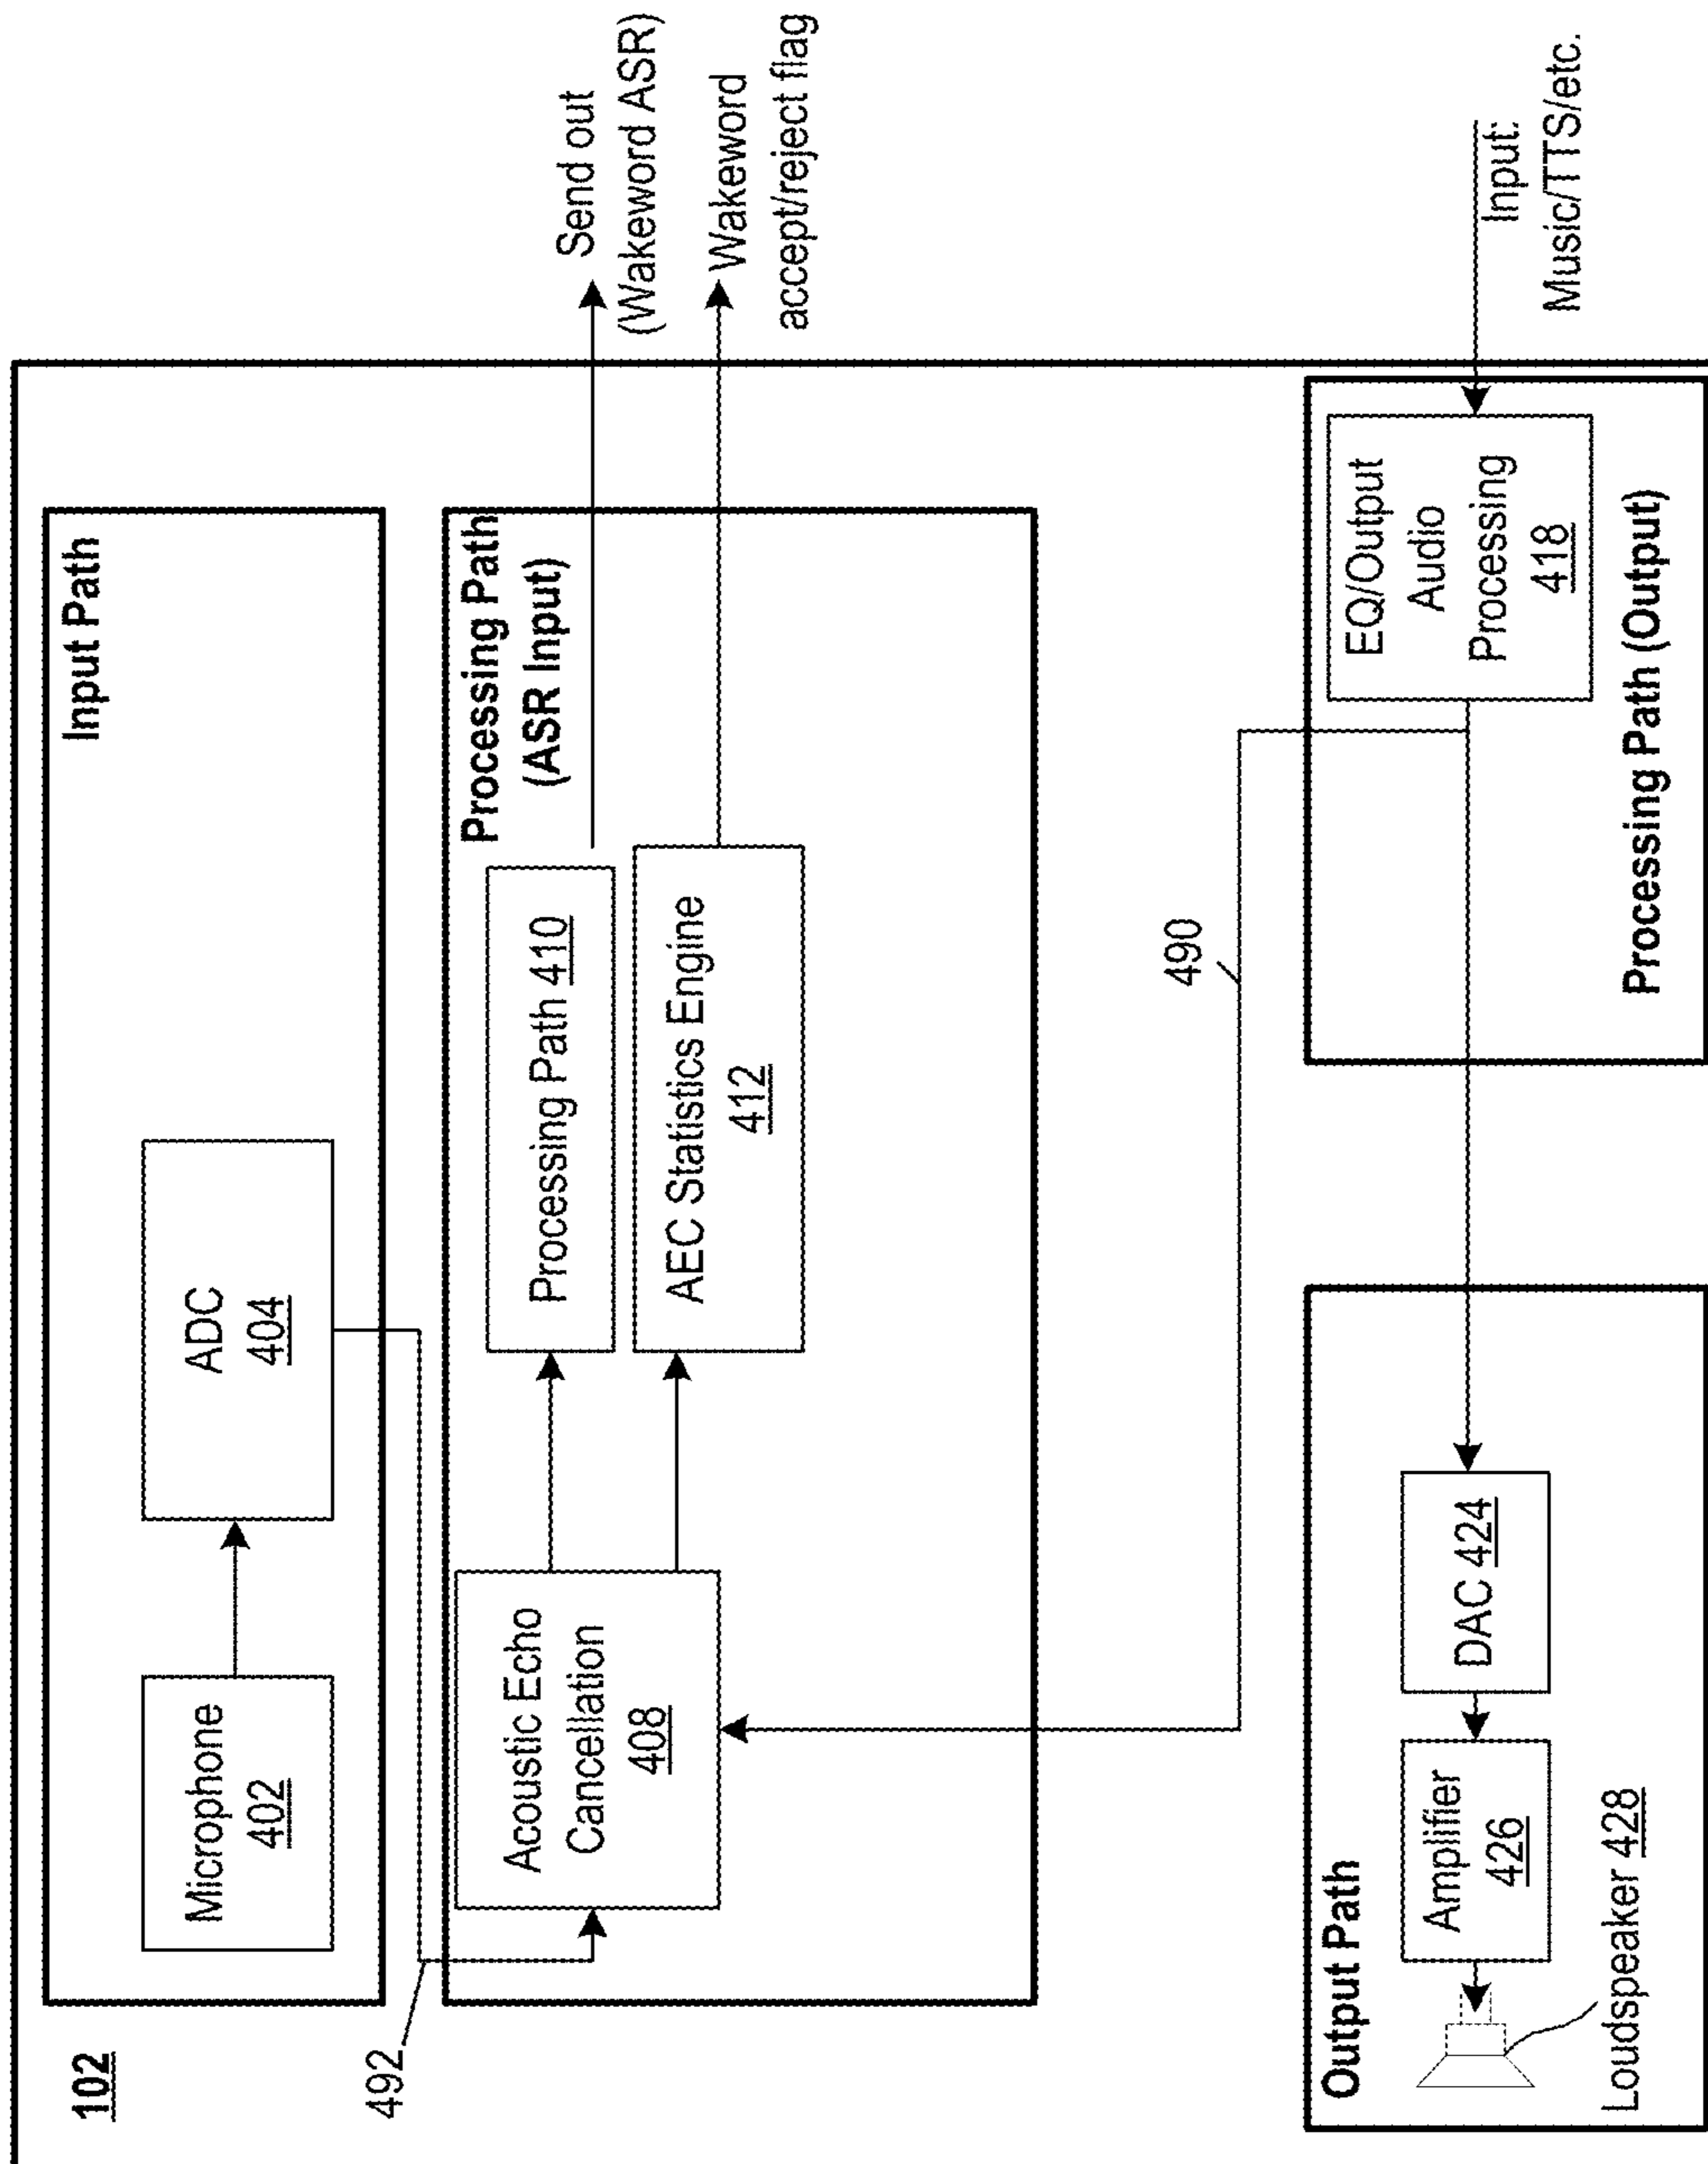 102
Input Path
Microphone
402
ADC
404
492
Processing Path
(ASR Input)
Acoustic Echo
Cancellation
408
Processing Path 410
AEC Statistics Engine
412
Send out
(Wakeword ASR)
Wakeword
accept/reject flag
490
Output Path
Amplifier
426
DAC 424
Loudspeaker 428
EQ/Output
Audio
Processing
418
Processing Path (Output)
Input:
Music/TTS/etc.